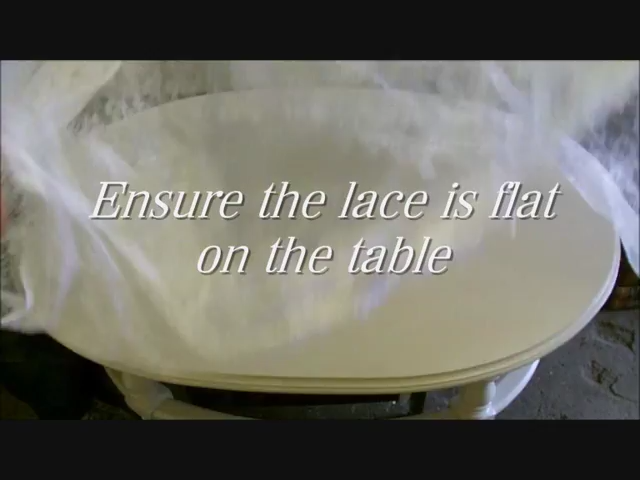 Ensure the lace is flat
on the table